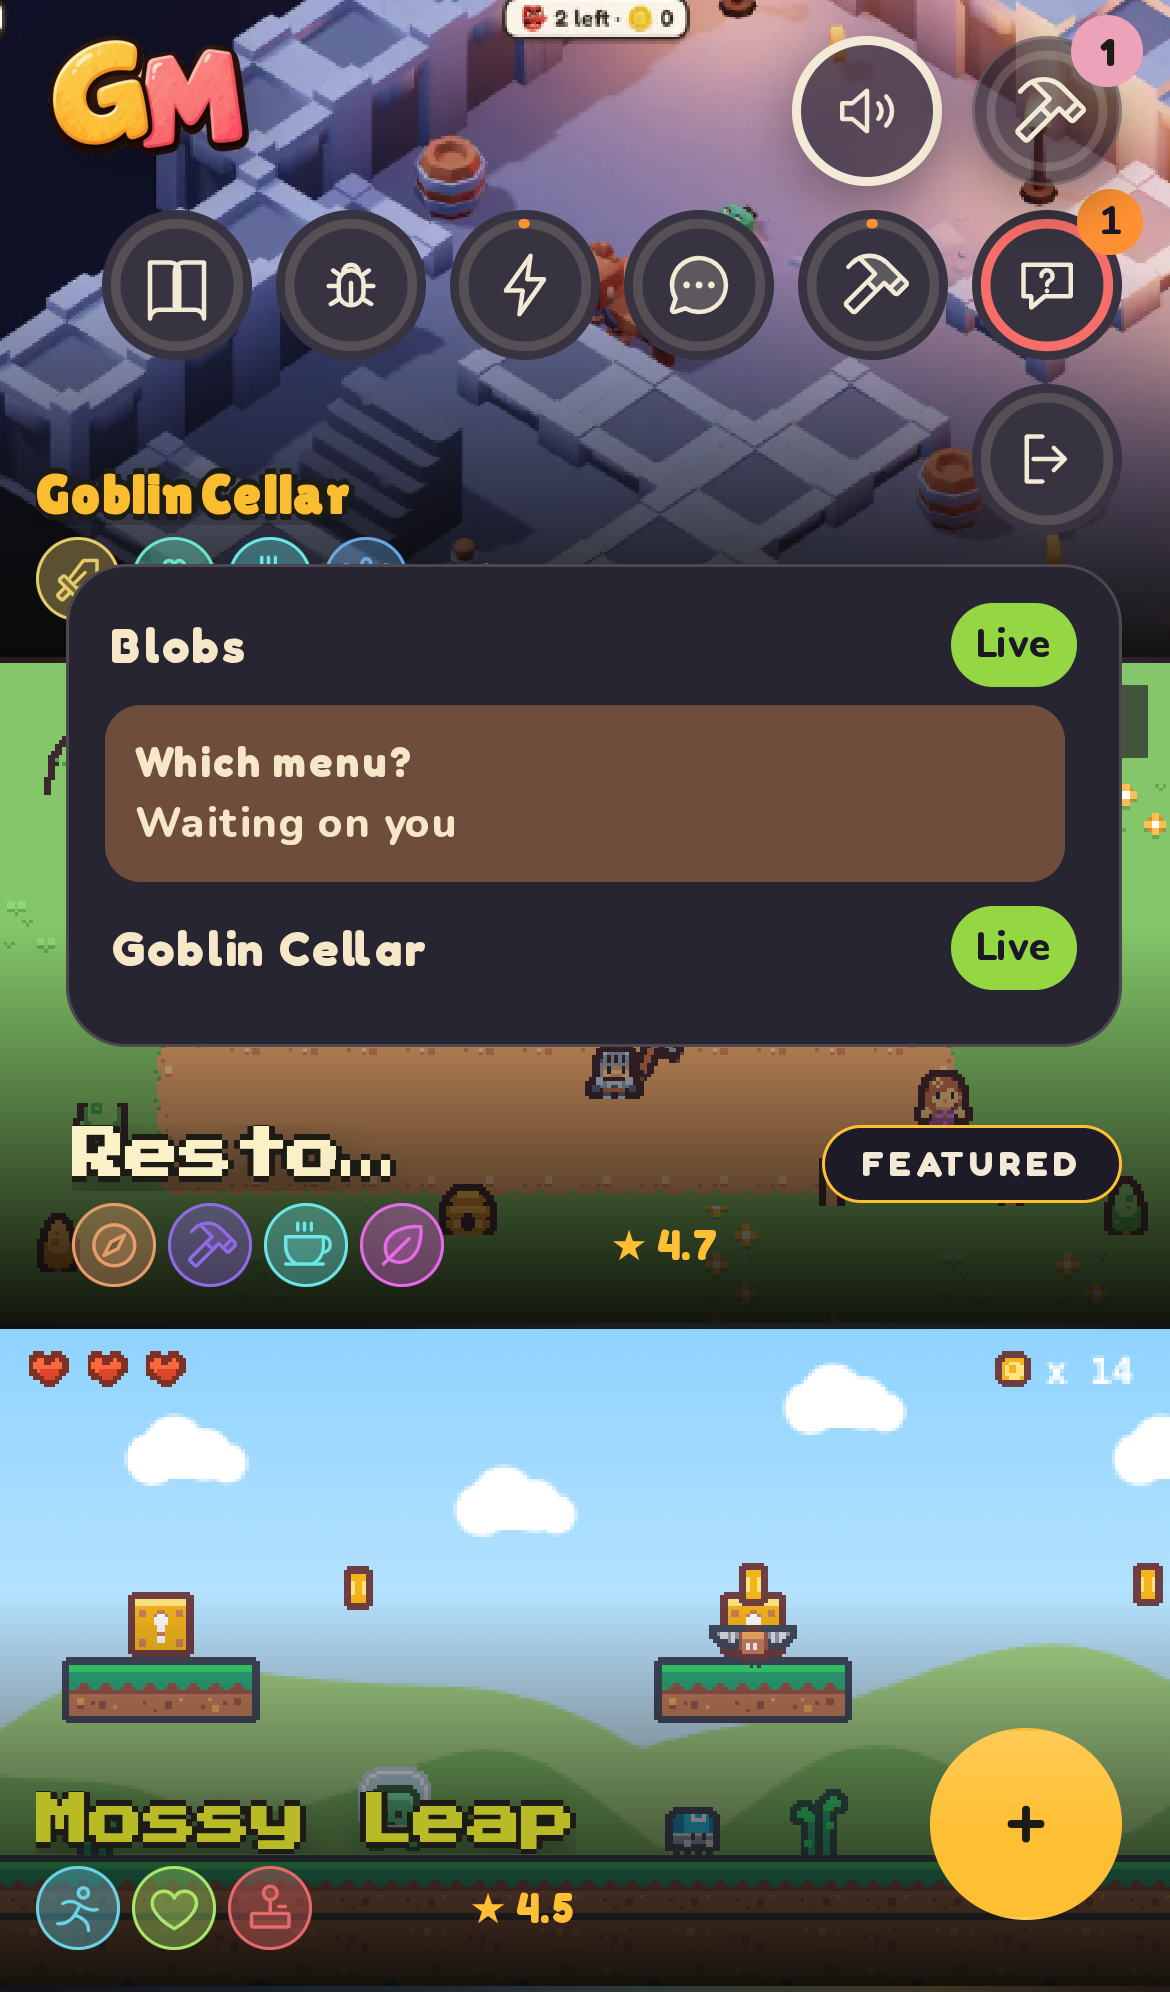 2 left · 0
GM
1
1
Goblin Cellar
Blobs
Live
Which menu?
Waiting on you
Goblin Cellar
Live
Resto...
FEATURED
★ 4.7
x 14
Mossy Leap
★ 4.5